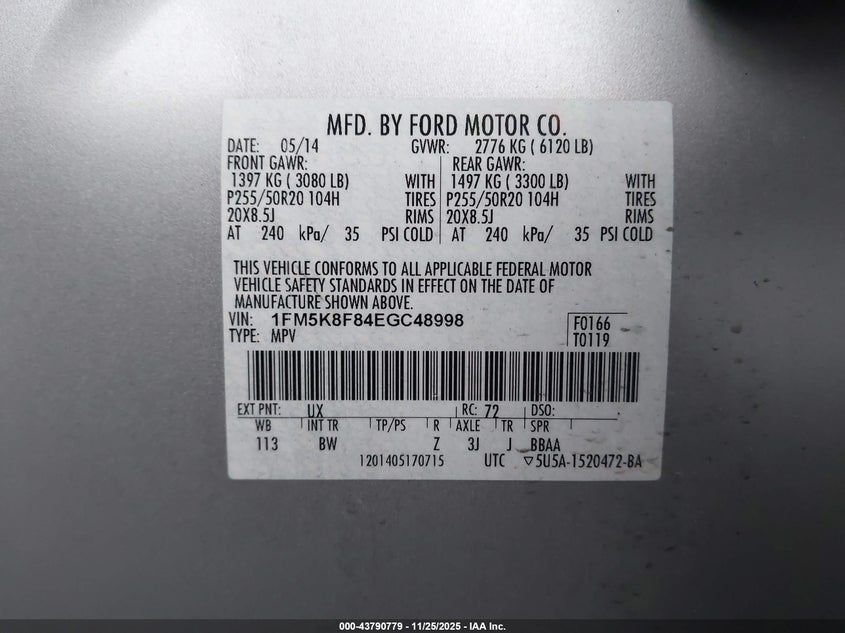 MFD. BY FORD MOTOR CO.
DATE: 05/14 GVWR: 2776 KG ( 6120 LB)
FRONT GAWR: REAR GAWR:
1397 KG ( 3080 LB) WITH 1497 KG ( 3300 LB) WITH
P255/50R20 104H TIRES P255/50R20 104H TIRES
20X8.5J RIMS 20X8.5J RIMS
AT 240 kPa/ 35 PSI COLD AT 240 kPa/ 35 PSI COLD
THIS VEHICLE CONFORMS TO ALL APPLICABLE FEDERAL MOTOR
VEHICLE SAFETY STANDARDS IN EFFECT ON THE DATE OF
MANUFACTURE SHOWN ABOVE.
VIN: 1FM5K8F84EGC48998 F0166
TYPE: MPV T0119
EXT PNT: UX RC: 72 DSO:
WB INT TR TP/PS R AXLE TR SPR
113 BW Z 3J J BBAA
1201405170715 UTC ▽5U5A-1520472-BA
000-43790779 - 11/25/2025 - IAA Inc.